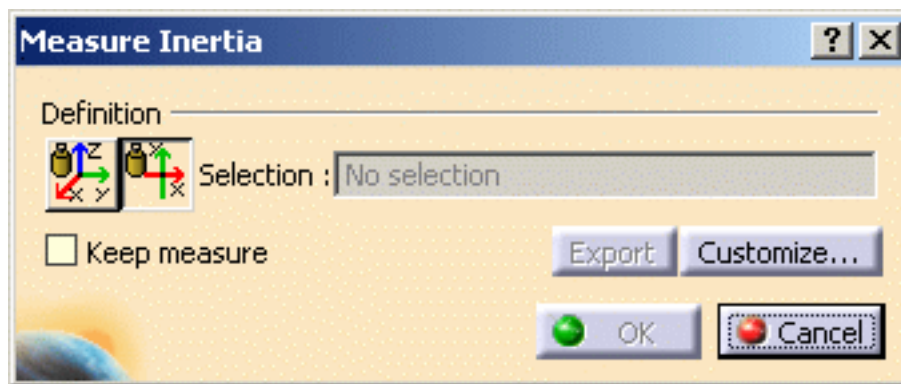 Measure Inertia
Definition
Z X Y Y X Selection : No selection
Keep measure Export Customize...
OK Cancel